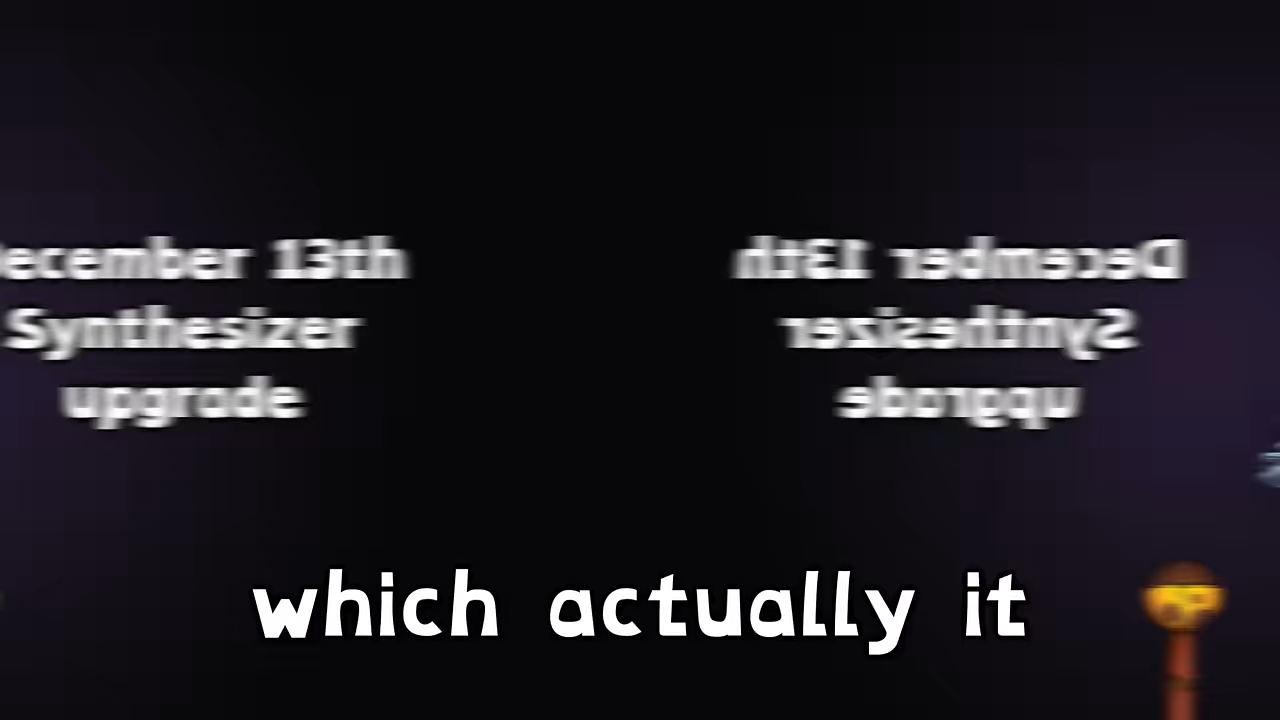 ecember 13th
Synthesizer
upgrade
December 13th
Synthesizer
upgrade
which actually it